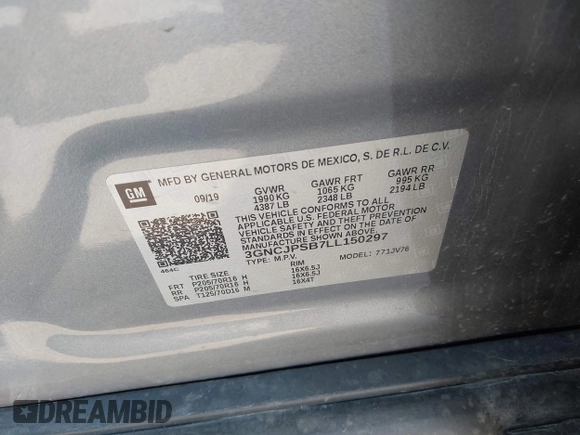 GM
MFD BY GENERAL MOTORS DE MEXICO, S. DE R.L. DE C.V.
09/19 GVWR GAWR FRT GAWR RR
1990 KG 1065 KG 995 KG
4387 LB 2348 LB 2194 LB
THIS VEHICLE CONFORMS TO ALL
APPLICABLE U.S. FEDERAL MOTOR
VEHICLE SAFETY AND THEFT PREVENTION
STANDARDS IN EFFECT ON THE DATE OF
MANUFACTURE SHOWN ABOVE.
3GNCJPSB7LL150297
TYPE: M.P.V. MODEL: 771JV76
464C
TIRE SIZE RIM
FRT P205/70R16 H 16X6.5J
RR P205/70R16 H 16X6.5J
SPA T125/70D16 M 16X4T
DREAMBID